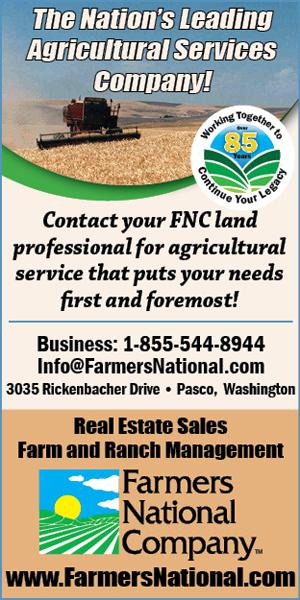 The Nation's Leading
Agricultural Services
Company!
Working Together to
Over
85
Years
Continue Your Legacy
Contact your FNC land
professional for agricultural
service that puts your needs
first and foremost!
Business: 1-855-544-8944
Info@FarmersNational.com
3035 Rickenbacher Drive • Pasco, Washington
Real Estate Sales
Farm and Ranch Management
Farmers
National
Company™
www.FarmersNational.com